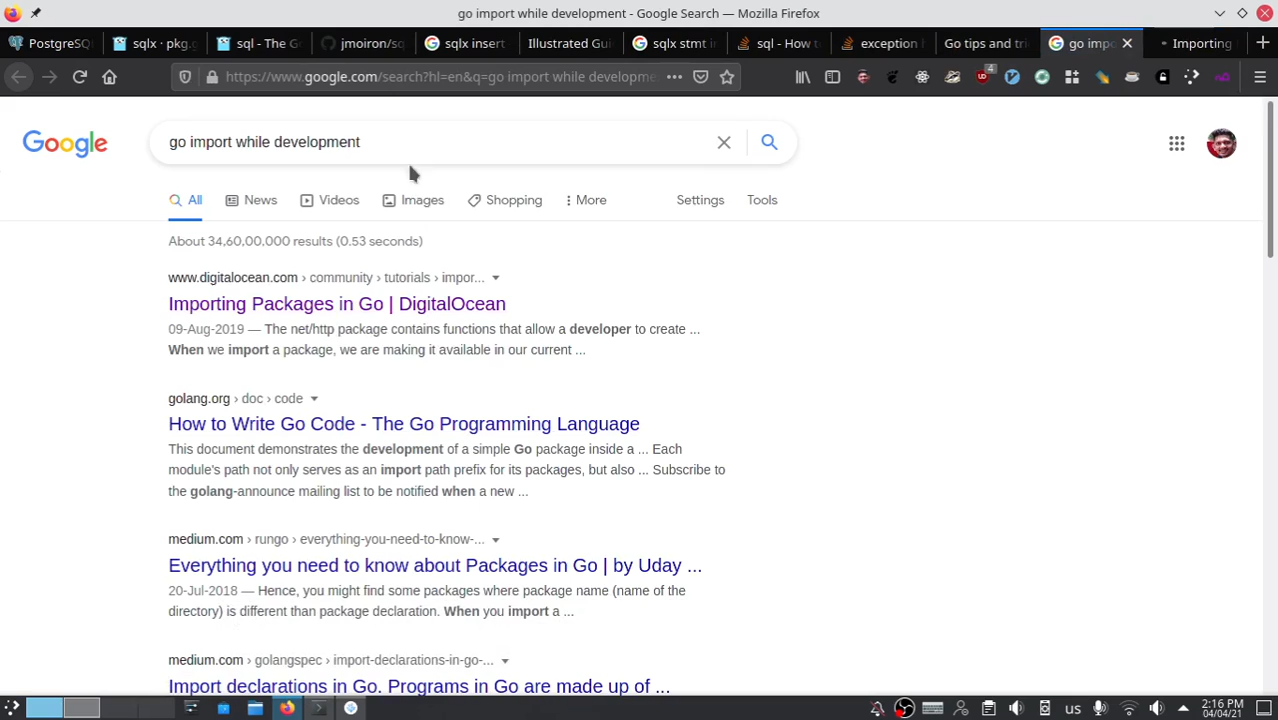 go import while development - Google Search — Mozilla Firefox
PostgreSQ
sqlx · pkg.g
sql - The Go
jmoiron/sq
sqlx insert
Illustrated Gui
sqlx stmt i
sql - How t
exception h
Go tips and tri
go impo
Importing
https://www.google.com/search?hl=en&q=go import while developme
4
Google
go import while development
All
News
Videos
Images
Shopping
More
Settings
Tools
About 34,60,00,000 results (0.53 seconds)
www.digitalocean.com › community › tutorials › impor...
Importing Packages in Go | DigitalOcean
09-Aug-2019 — The net/http package contains functions that allow a developer to create ...
When we import a package, we are making it available in our current ...
golang.org › doc › code
How to Write Go Code - The Go Programming Language
This document demonstrates the development of a simple Go package inside a ... Each
module's path not only serves as an import path prefix for its packages, but also ... Subscribe to
the golang-announce mailing list to be notified when a new ...
medium.com › rungo › everything-you-need-to-know-...
Everything you need to know about Packages in Go | by Uday ...
20-Jul-2018 — Hence, you might find some packages where package name (name of the
directory) is different than package declaration. When you import a ...
medium.com › golangspec › import-declarations-in-go-...
Import declarations in Go. Programs in Go are made up of ...
us
2:16 PM
04/04/21